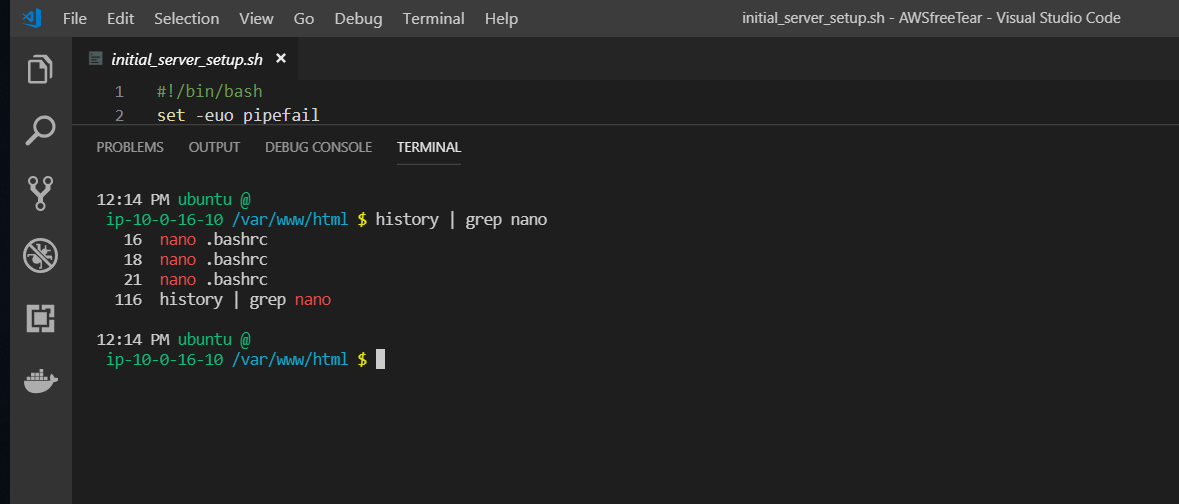 File Edit Selection View Go Debug Terminal Help initial_server_setup.sh - AWSfreeTear - Visual Studio Code
initial_server_setup.sh ×
1 #!/bin/bash
2 set -euo pipefail
PROBLEMS OUTPUT DEBUG CONSOLE TERMINAL
12:14 PM ubuntu @
ip-10-0-16-10 /var/www/html $ history | grep nano
16 nano .bashrc
18 nano .bashrc
21 nano .bashrc
116 history | grep nano
12:14 PM ubuntu @
ip-10-0-16-10 /var/www/html $